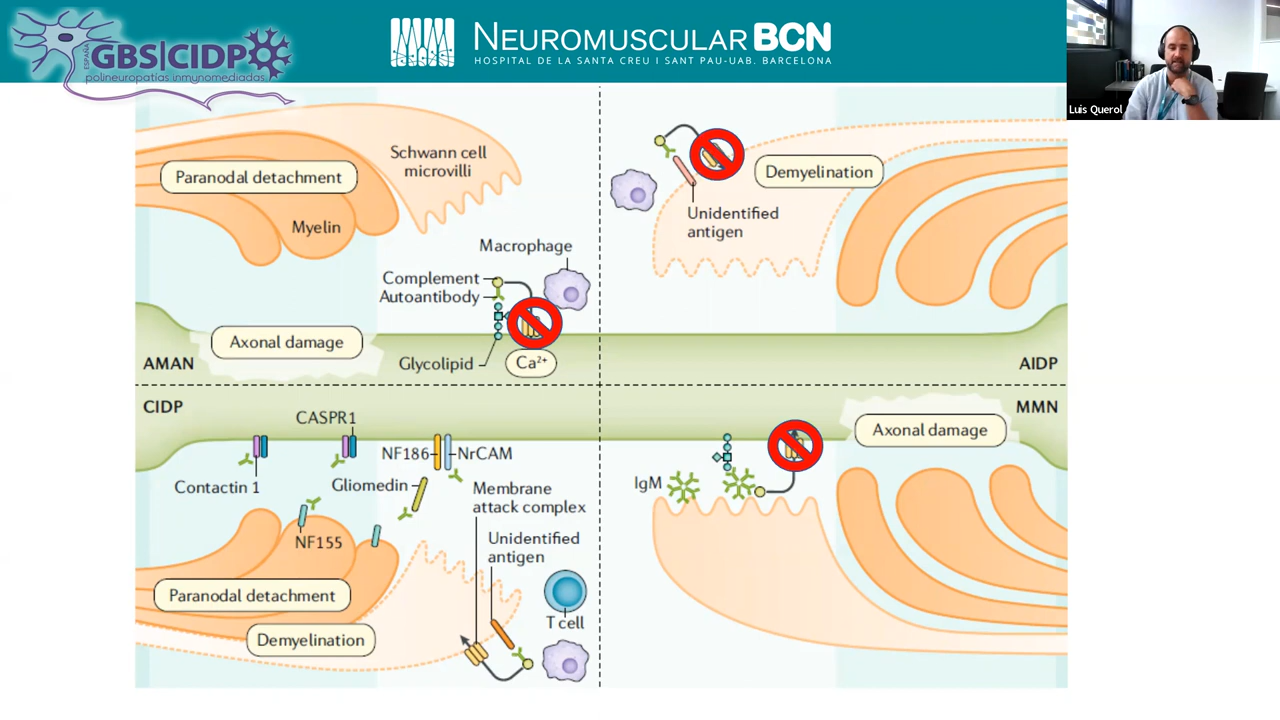 ESPAÑA
GBS|CIDP
polineuropatías inmunomediadas
NEUROMUSCULAR BCN
HOSPITAL DE LA SANTA CREU I SANT PAU-UAB. BARCELONA
Luis Querol
Paranodal detachment
Schwann cell
microvilli
Myelin
Macrophage
Complement
Autoantibody
Axonal damage
Glycolipid
Ca²⁺
AMAN
Demyelination
Unidentified
antigen
AIDP
CIDP
CASPR1
NF186
NrCAM
Contactin 1
Gliomedin
Membrane
attack complex
NF155
Unidentified
antigen
Paranodal detachment
Demyelination
T cell
MMN
Axonal damage
IgM